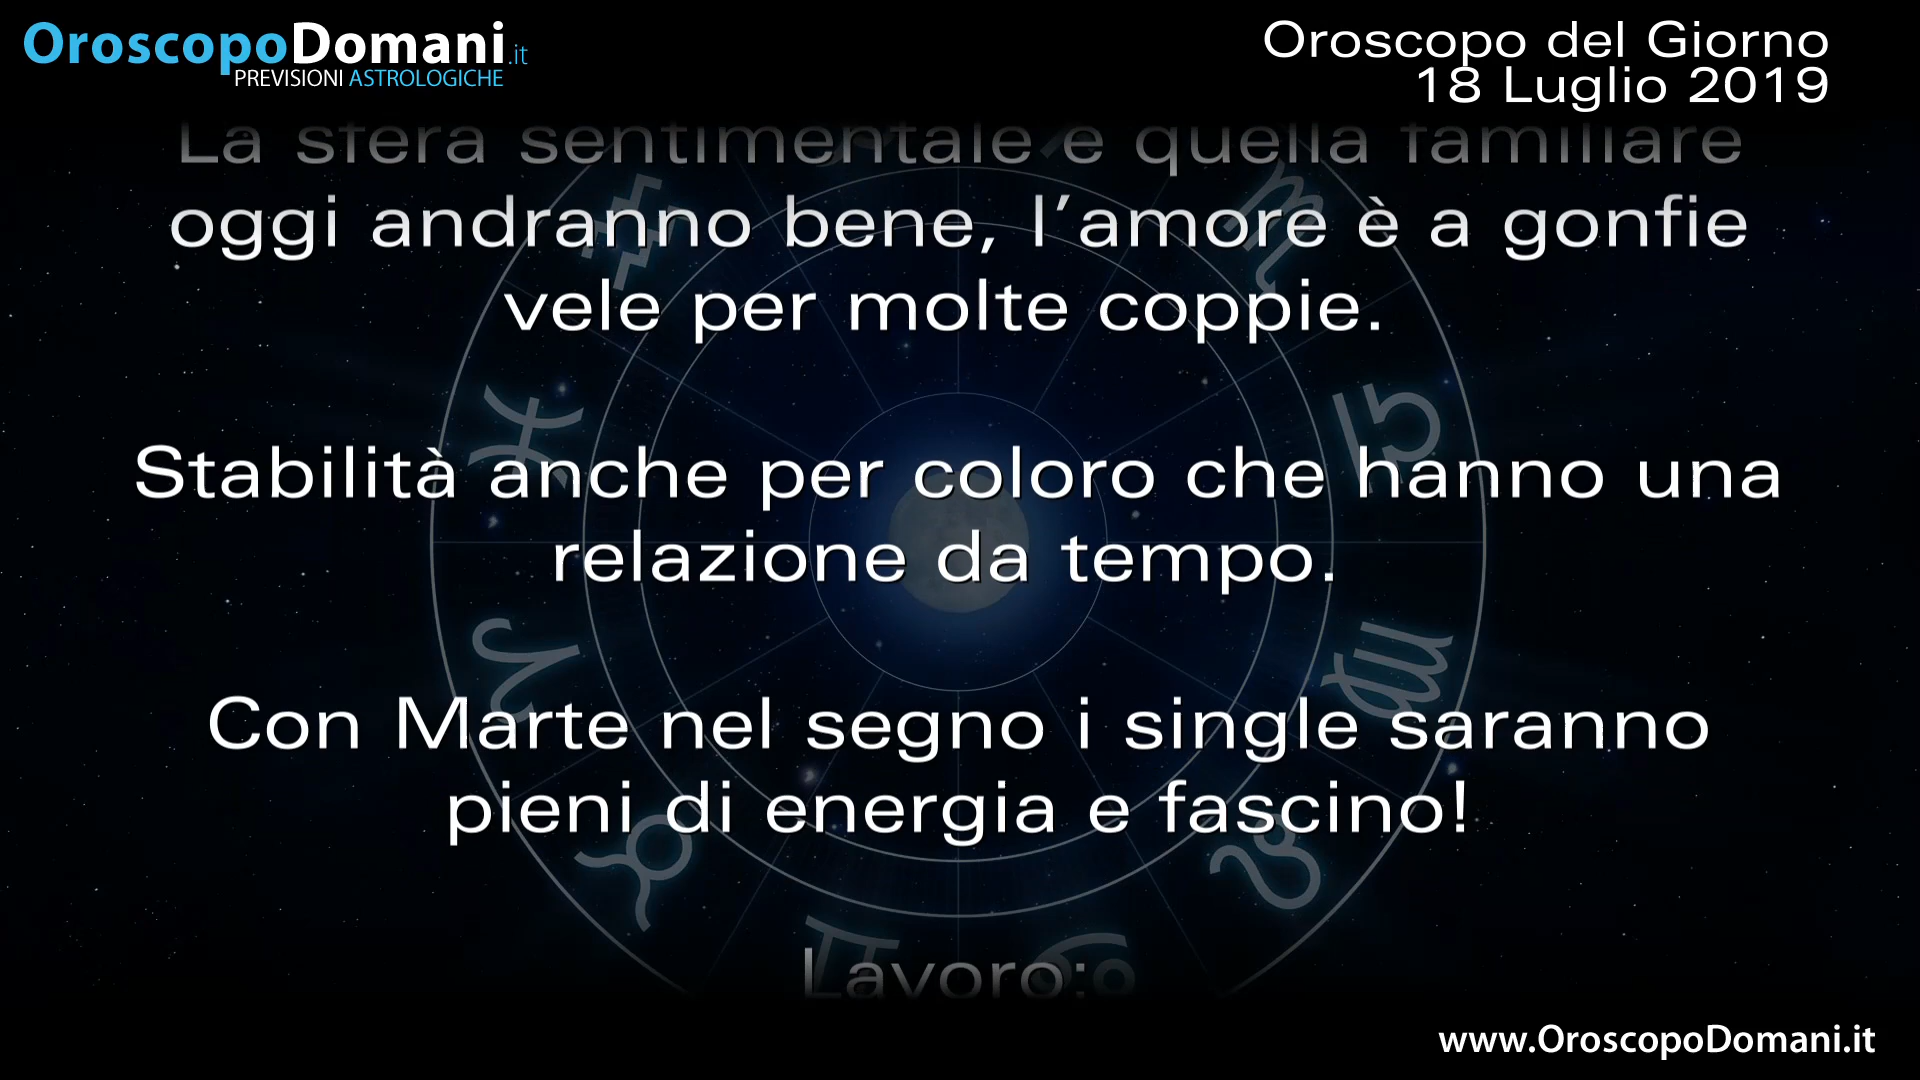 OroscopoDomani.it
PREVISIONI ASTROLOGICHE
Oroscopo del Giorno
18 Luglio 2019
La sfera sentimentale e quella familiare
oggi andranno bene, l’amore è a gonfie
vele per molte coppie.
Stabilità anche per coloro che hanno una
relazione da tempo.
Con Marte nel segno i single saranno
pieni di energia e fascino!
Lavoro:
www.OroscopoDomani.it